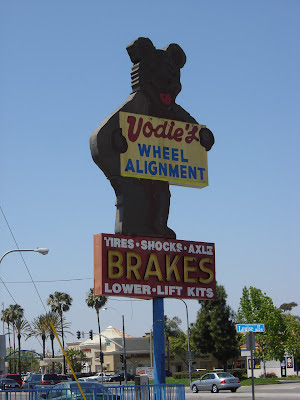 Vodie's
WHEEL
ALIGNMENT
TIRES • SHOCKS • AXLE
BRAKES
LOWER • LIFT KITS